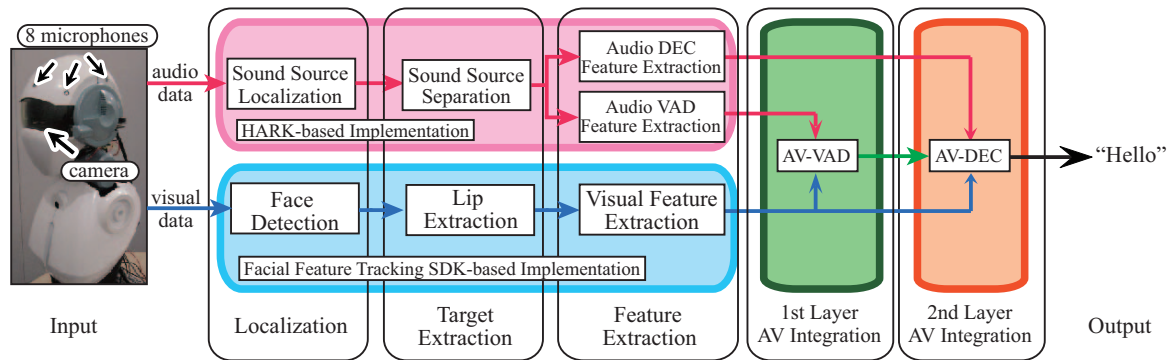 8 microphones
camera
audio
data
visual
data
Sound Source
Localization
Sound Source
Separation
Audio DEC
Feature Extraction
Audio VAD
Feature Extraction
HARK-based Implementation
Face
Detection
Lip
Extraction
Visual Feature
Extraction
Facial Feature Tracking SDK-based Implementation
AV-VAD
AV-DEC
“Hello”
Input
Localization
Target
Extraction
Feature
Extraction
1st Layer
AV Integration
2nd Layer
AV Integration
Output